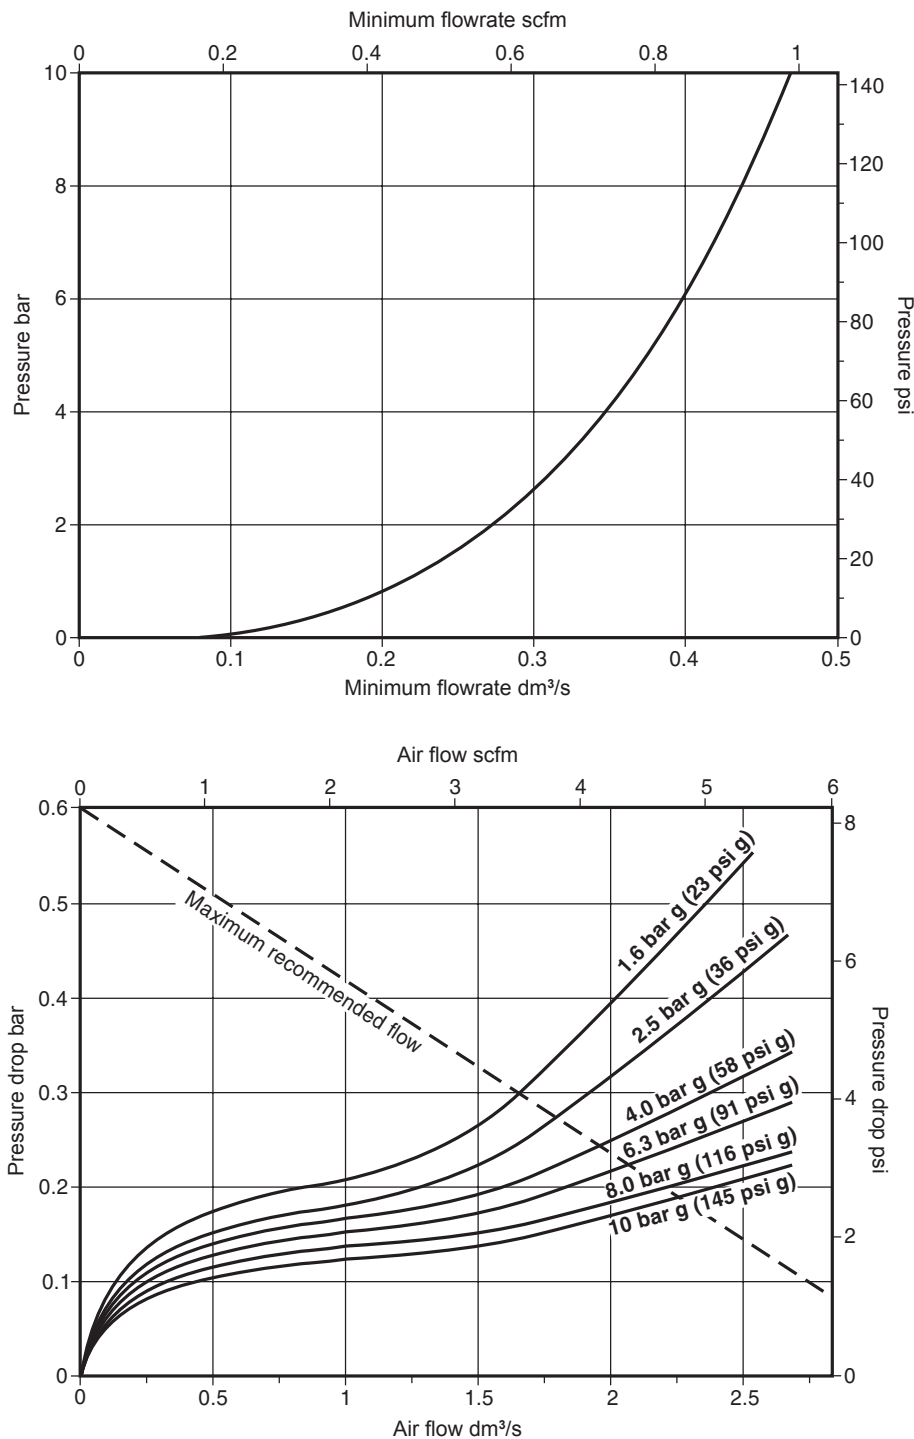 Minimum flowrate scfm
0 0.2 0.4 0.6 0.8 1
10
8
6
4
2
0
Pressure bar
140
120
100
80
60
40
20
0
Pressure psi
0 0.1 0.2 0.3 0.4 0.5
Minimum flowrate dm³/s
Air flow scfm
0 1 2 3 4 5 6
0.6
0.5
0.4
0.3
0.2
0.1
0
Pressure drop bar
Maximum recommended flow
1.6 bar g (23 psi g)
2.5 bar g (36 psi g)
4.0 bar g (58 psi g)
6.3 bar g (91 psi g)
8.0 bar g (116 psi g)
10 bar g (145 psi g)
8
6
4
2
0
Pressure drop psi
0 0.5 1 1.5 2 2.5
Air flow dm³/s